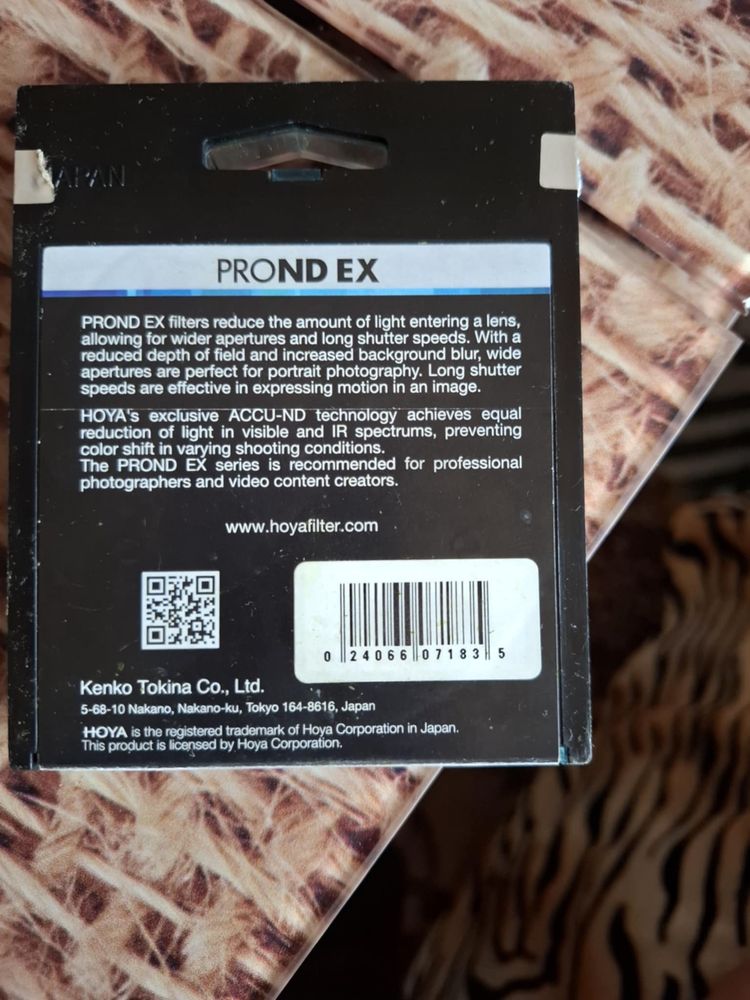 JAPAN
PROND EX
PROND EX filters reduce the amount of light entering a lens,
allowing for wider apertures and long shutter speeds. With a
reduced depth of field and increased background blur, wide
apertures are perfect for portrait photography. Long shutter
speeds are effective in expressing motion in an image.
HOYA's exclusive ACCU-ND technology achieves equal
reduction of light in visible and IR spectrums, preventing
color shift in varying shooting conditions.
The PROND EX series is recommended for professional
photographers and video content creators.
www.hoyafilter.com
0 24066 07183 5
Kenko Tokina Co., Ltd.
5-68-10 Nakano, Nakano-ku, Tokyo 164-8616, Japan
HOYA is the registered trademark of Hoya Corporation in Japan.
This product is licensed by Hoya Corporation.